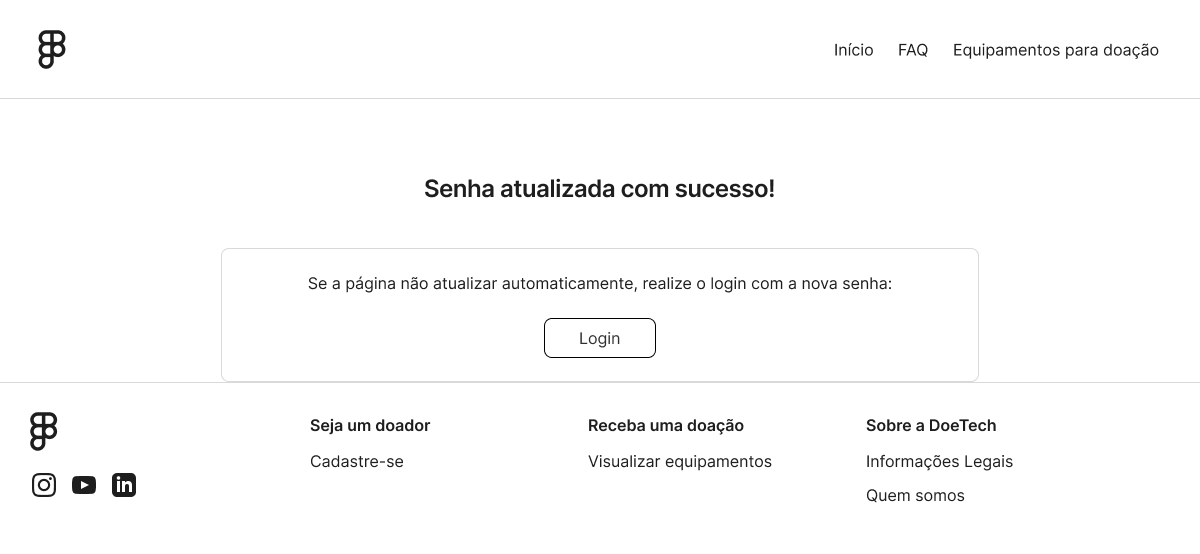 Início FAQ Equipamentos para doação
Senha atualizada com sucesso!
Se a página não atualizar automaticamente, realize o login com a nova senha:
Login
Seja um doador
Cadastre-se
Receba uma doação
Visualizar equipamentos
Sobre a DoeTech
Informações Legais
Quem somos